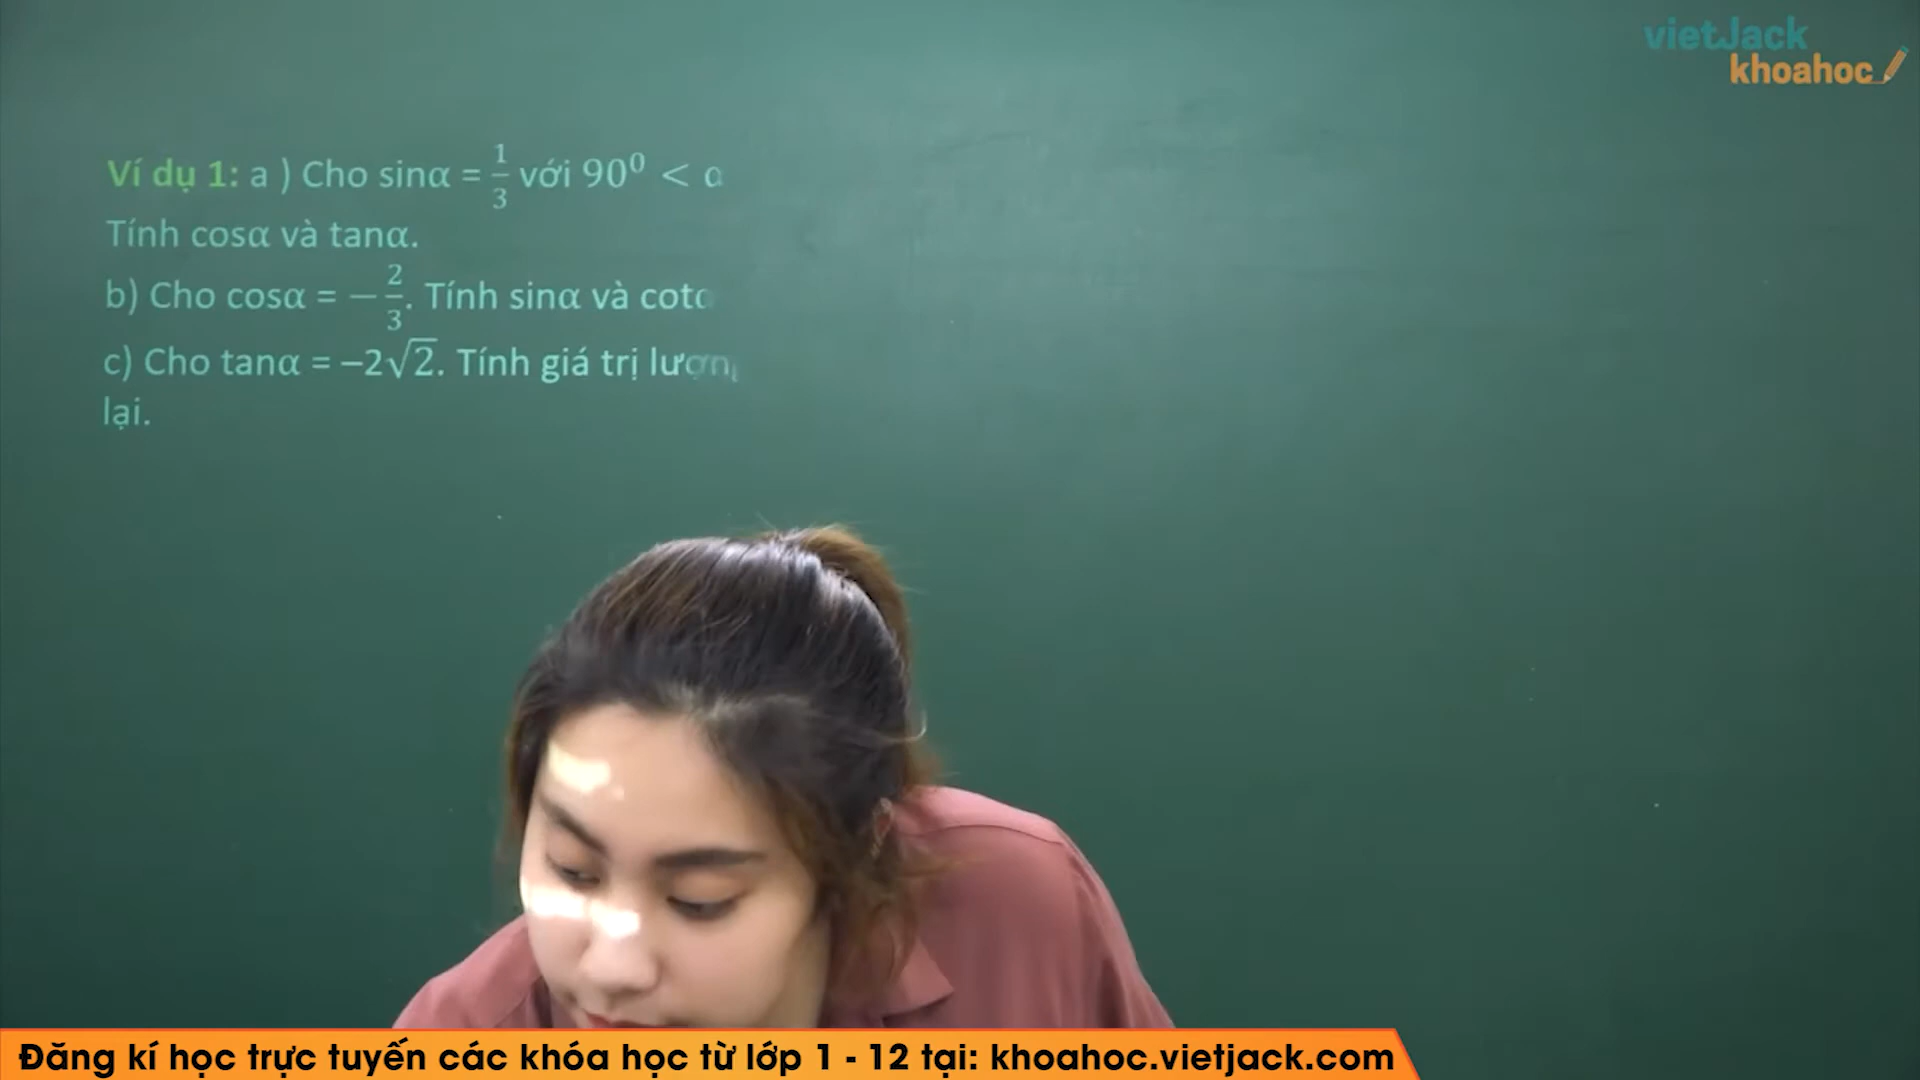 vietJack
khoahoc
Ví dụ 1: a ) Cho sinα = 1/3 với 90⁰ <
Tính cosα và tanα.
b) Cho cosα = −2/3. Tính sinα và
c) Cho tanα = –2√2. Tính giá trị
lại.
Đăng kí học trực tuyến các khóa học từ lớp 1 - 12 tại: khoahoc.vietjack.com